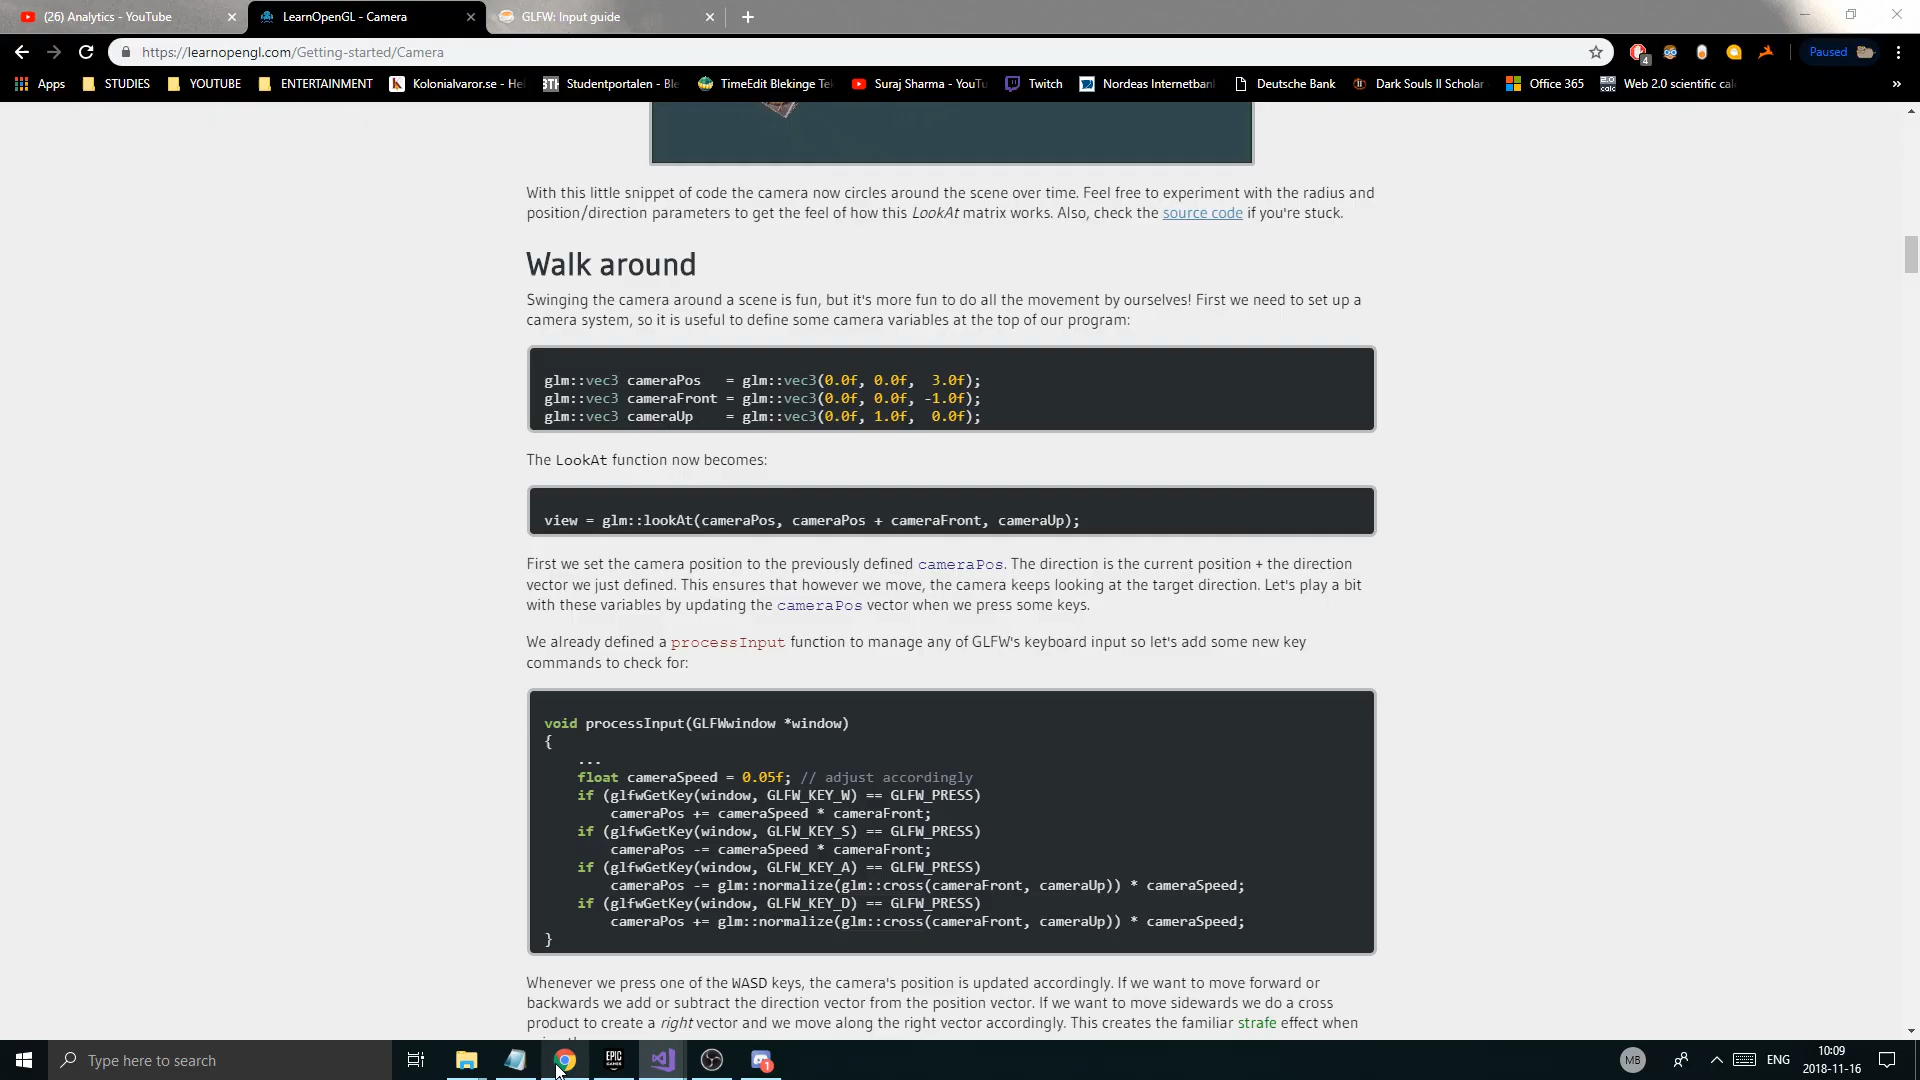 (26) Analytics - YouTube
LearnOpenGL - Camera
GLFW: Input guide
https://learnopengl.com/Getting-started/Camera
4
Paused
Apps STUDIES YOUTUBE ENTERTAINMENT Kolonialvaror.se - He Studentportalen - Ble TimeEdit Blekinge Tek Suraj Sharma - YouTu Twitch Nordeas Internetban Deutsche Bank Dark Souls II Scholar Office 365 Web 2.0 scientific cal »
With this little snippet of code the camera now circles around the scene over time. Feel free to experiment with the radius and
position/direction parameters to get the feel of how this LookAt matrix works. Also, check the source code if you're stuck.
Walk around
Swinging the camera around a scene is fun, but it's more fun to do all the movement by ourselves! First we need to set up a
camera system, so it is useful to define some camera variables at the top of our program:
glm::vec3 cameraPos   = glm::vec3(0.0f, 0.0f,  3.0f);
glm::vec3 cameraFront = glm::vec3(0.0f, 0.0f, -1.0f);
glm::vec3 cameraUp    = glm::vec3(0.0f, 1.0f,  0.0f);
The LookAt function now becomes:
view = glm::lookAt(cameraPos, cameraPos + cameraFront, cameraUp);
First we set the camera position to the previously defined cameraPos. The direction is the current position + the direction
vector we just defined. This ensures that however we move, the camera keeps looking at the target direction. Let's play a bit
with these variables by updating the cameraPos vector when we press some keys.
We already defined a processInput function to manage any of GLFW's keyboard input so let's add some new key
commands to check for:
void processInput(GLFWwindow *window)
{
...
float cameraSpeed = 0.05f; // adjust accordingly
if (glfwGetKey(window, GLFW_KEY_W) == GLFW_PRESS)
cameraPos += cameraSpeed * cameraFront;
if (glfwGetKey(window, GLFW_KEY_S) == GLFW_PRESS)
cameraPos -= cameraSpeed * cameraFront;
if (glfwGetKey(window, GLFW_KEY_A) == GLFW_PRESS)
cameraPos -= glm::normalize(glm::cross(cameraFront, cameraUp)) * cameraSpeed;
if (glfwGetKey(window, GLFW_KEY_D) == GLFW_PRESS)
cameraPos += glm::normalize(glm::cross(cameraFront, cameraUp)) * cameraSpeed;
}
Whenever we press one of the WASD keys, the camera's position is updated accordingly. If we want to move forward or
backwards we add or subtract the direction vector from the position vector. If we want to move sidewards we do a cross
product to create a right vector and we move along the right vector accordingly. This creates the familiar strafe effect when
Type here to search
EPIC GAMES
1
MB
ENG
10:09
2018-11-16